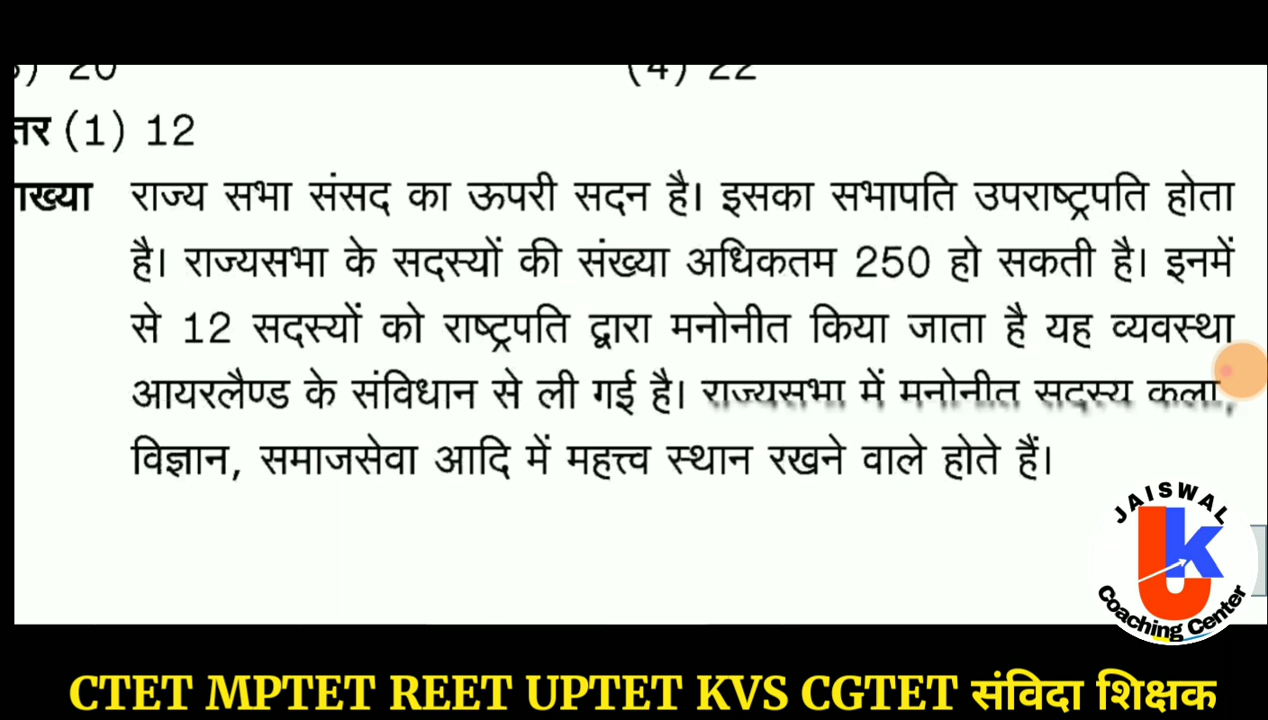 ) 20 (4) 22
त्तर (1) 12
ाख्या राज्य सभा संसद का ऊपरी सदन है। इसका सभापति उपराष्ट्रपति होता
है। राज्यसभा के सदस्यों की संख्या अधिकतम 250 हो सकती है। इनमें
से 12 सदस्यों को राष्ट्रपति द्वारा मनोनीत किया जाता है यह व्यवस्था
आयरलैण्ड के संविधान से ली गई है। राज्यसभा में मनोनीत सदस्य कला,
विज्ञान, समाजसेवा आदि में महत्त्व स्थान रखने वाले होते हैं।
JAISWAL
UK
Coaching Center
CTET MPTET REET UPTET KVS CGTET संविदा शिक्षक